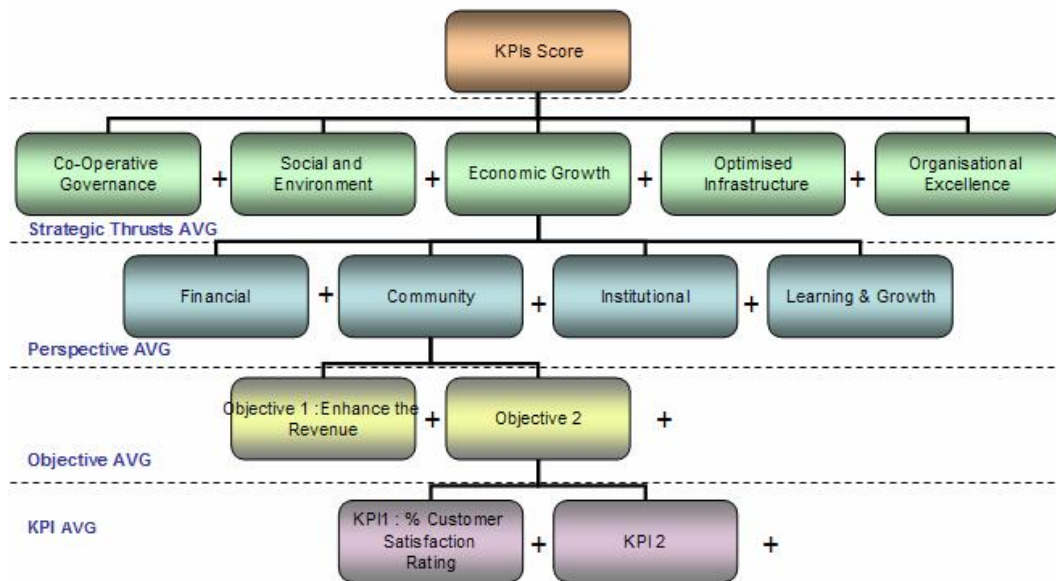 KPIs Score
Co-Operative
Governance
+
Social and
Environment
+
Economic Growth
+
Optimised
Infrastructure
+
Organisational
Excellence
Strategic Thrusts AVG
Financial
+
Community
+
Institutional
+
Learning & Growth
Perspective AVG
Objective 1 :Enhance the
Revenue
+
Objective 2
+
Objective AVG
KPI AVG
KPI1 : % Customer
Satisfaction
Rating
+
KPI 2
+